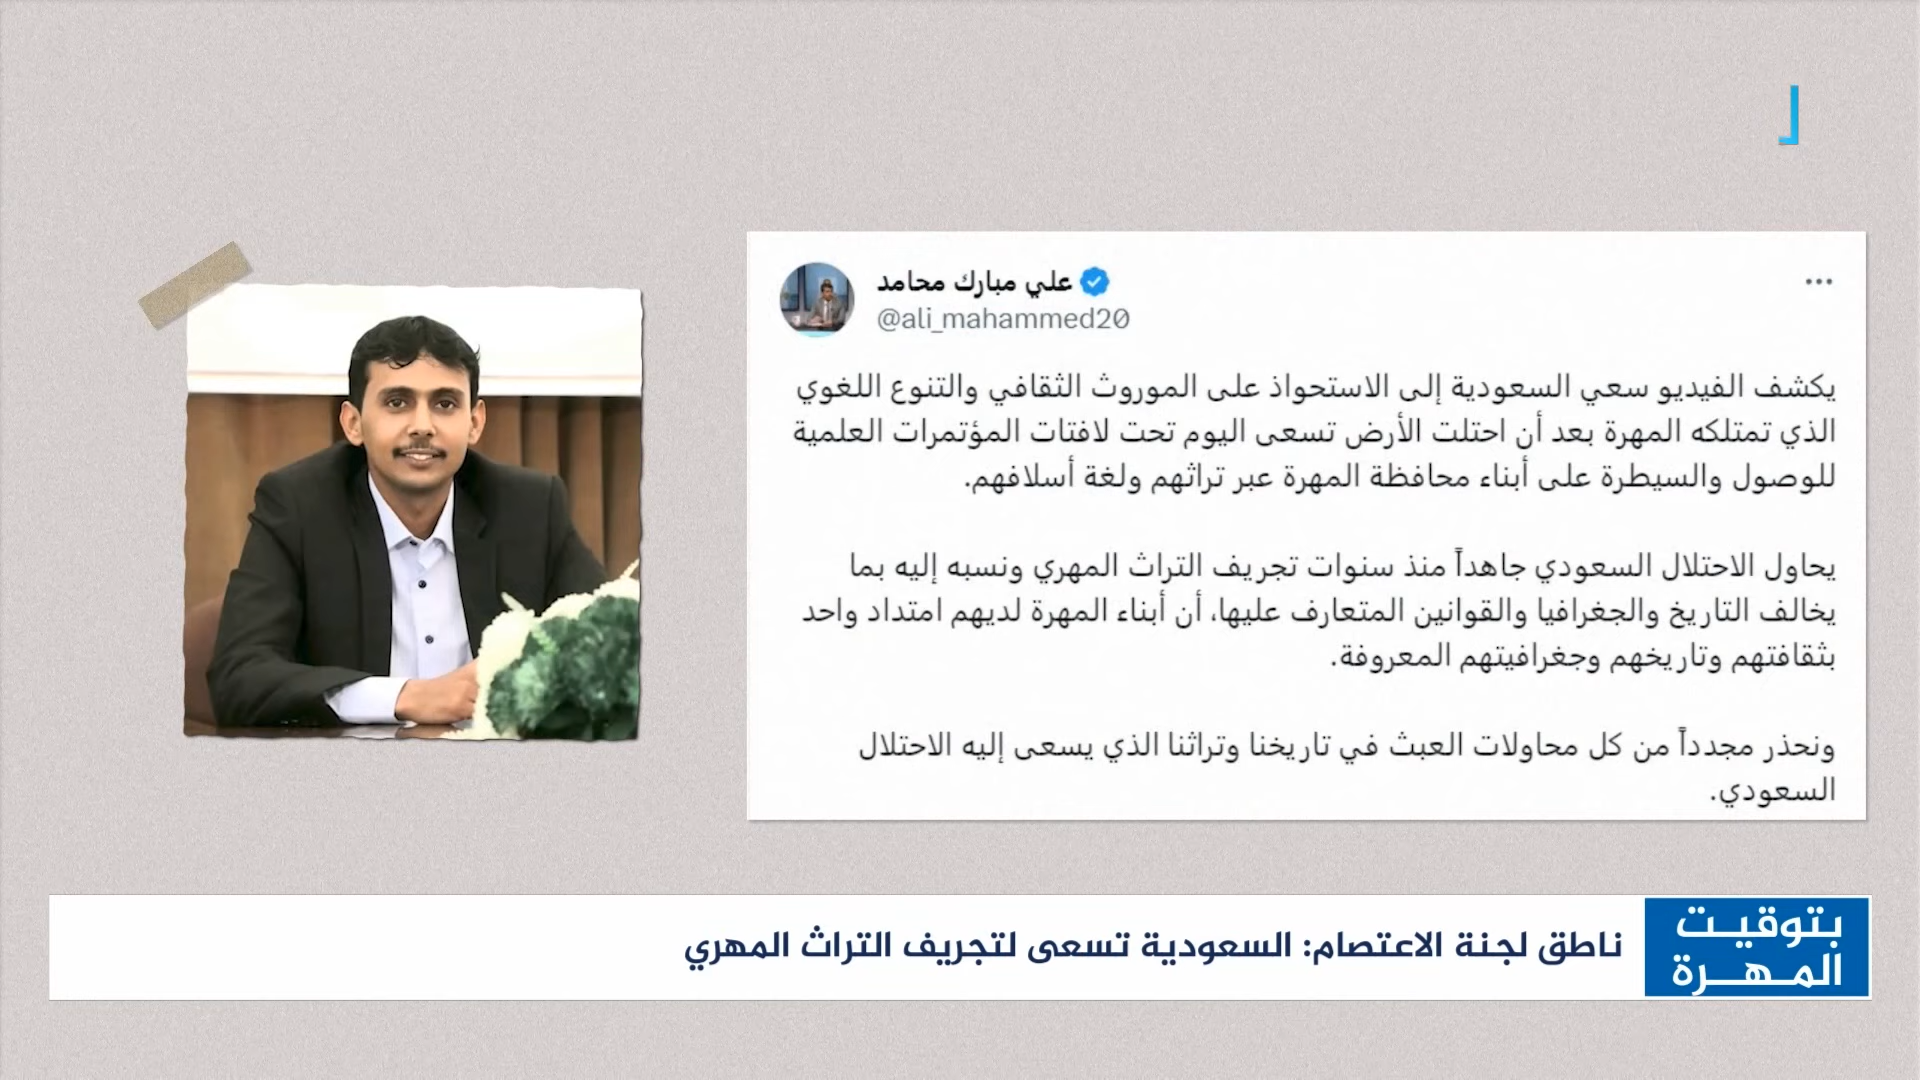 علي مبارك محامد
@ali_mahammed20
يكشف الفيديو سعي السعودية إلى الاستحواذ على الموروث الثقافي والتنوع اللغوي
الذي تمتلكه المهرة بعد أن احتلت الأرض تسعى اليوم تحت لافتات المؤتمرات العلمية
للوصول والسيطرة على أبناء محافظة المهرة عبر تراثهم ولغة أسلافهم.
يحاول الاحتلال السعودي جاهداً منذ سنوات تجريف التراث المهري ونسبه إليه بما
يخالف التاريخ والجغرافيا والقوانين المتعارف عليها، أن أبناء المهرة لديهم امتداد واحد
بثقافتهم وتاريخهم وجغرافيتهم المعروفة.
ونحذر مجدداً من كل محاولات العبث في تاريخنا وتراثنا الذي يسعى إليه الاحتلال
السعودي.
بتوقيت
المهرة
ناطق لجنة الاعتصام: السعودية تسعى لتجريف التراث المهري